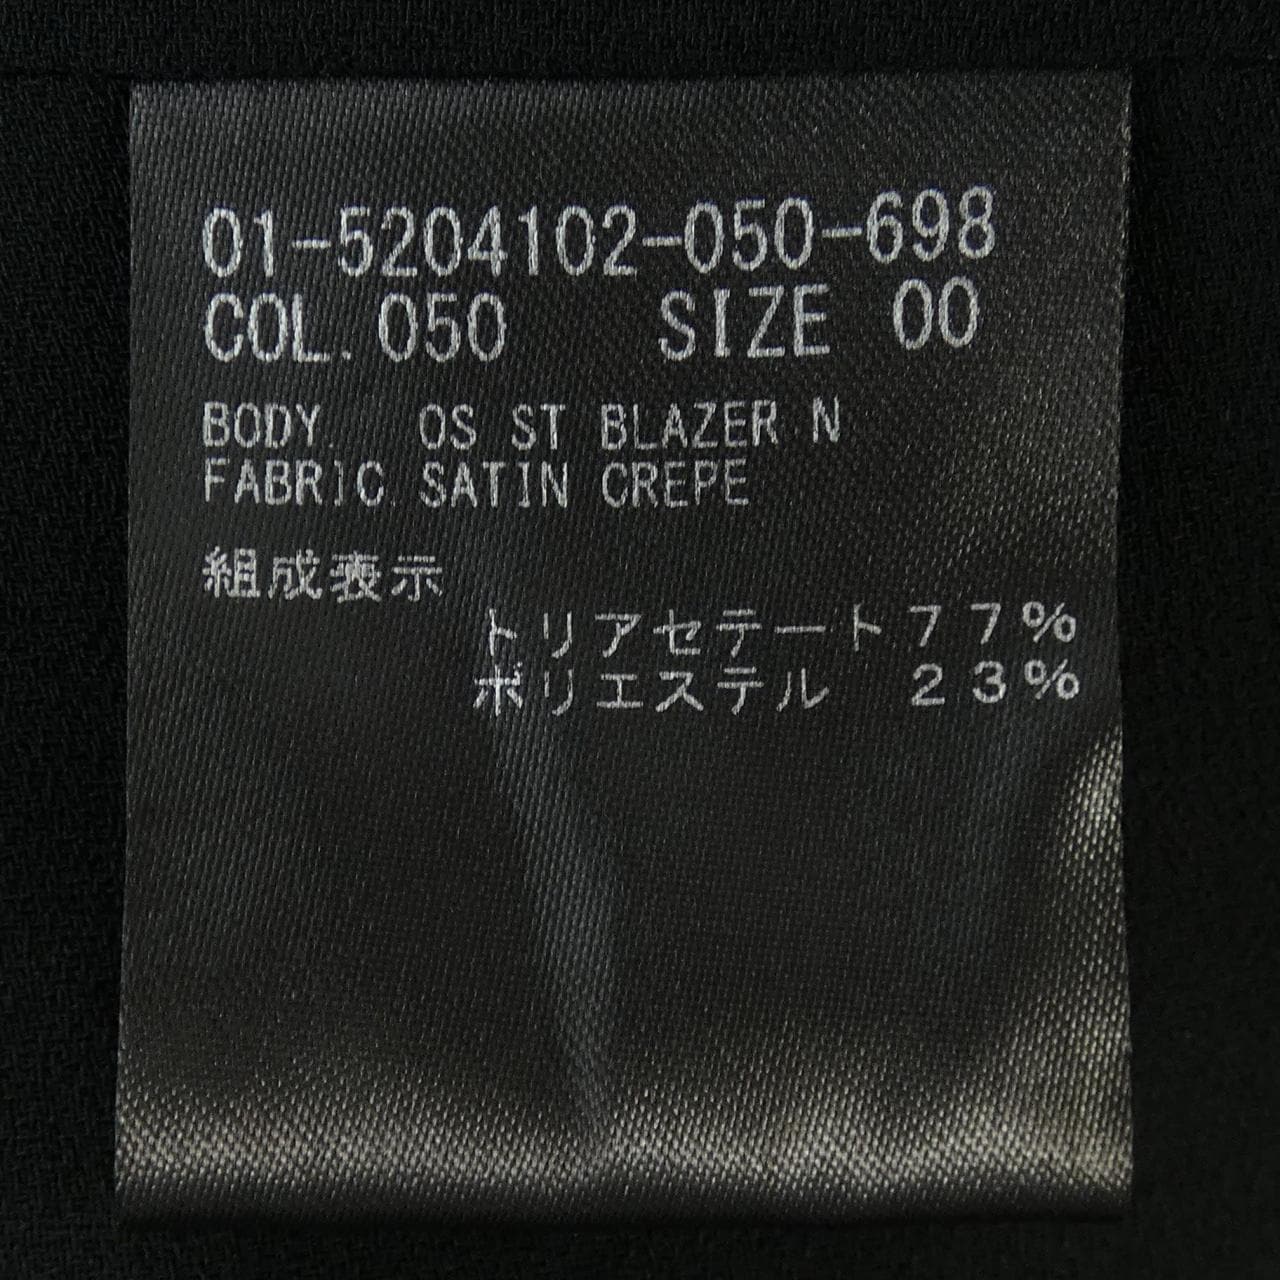 01-5204102-050-698
COL.050 SIZE 00
BODY. OS ST BLAZER N
FABRIC SATIN CREPE
組成表示
トリアセテート７７％
ポリエステル　２３％